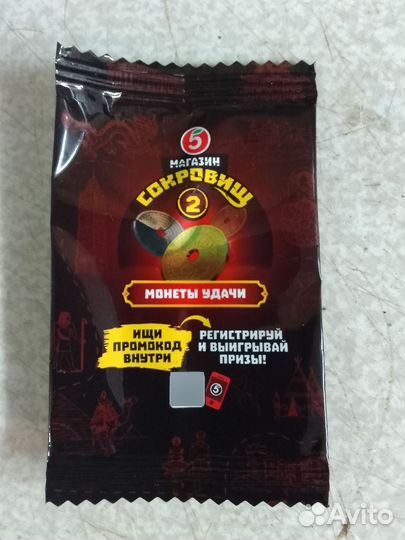 5
МАГАЗИН
СОКРОВИЩ
2
МОНЕТЫ УДАЧИ
ИЩИ
ПРОМОКОД
ВНУТРИ
РЕГИСТРИРУЙ
И ВЫИГРЫВАЙ
ПРИЗЫ!
5
Avito